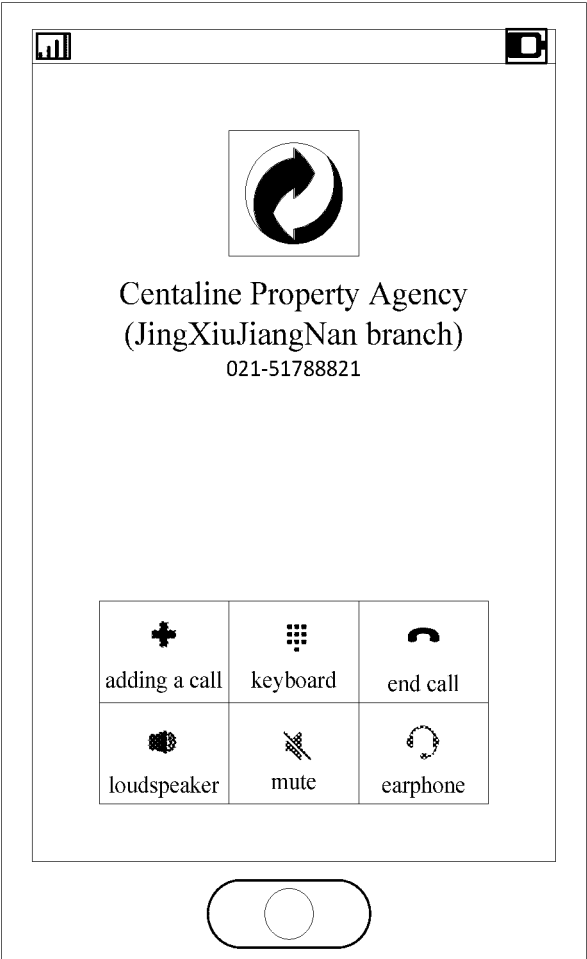 Centaline Property Agency
(JingXiuJiangNan branch)
021-51788821
adding a call
keyboard
end call
loudspeaker
mute
earphone